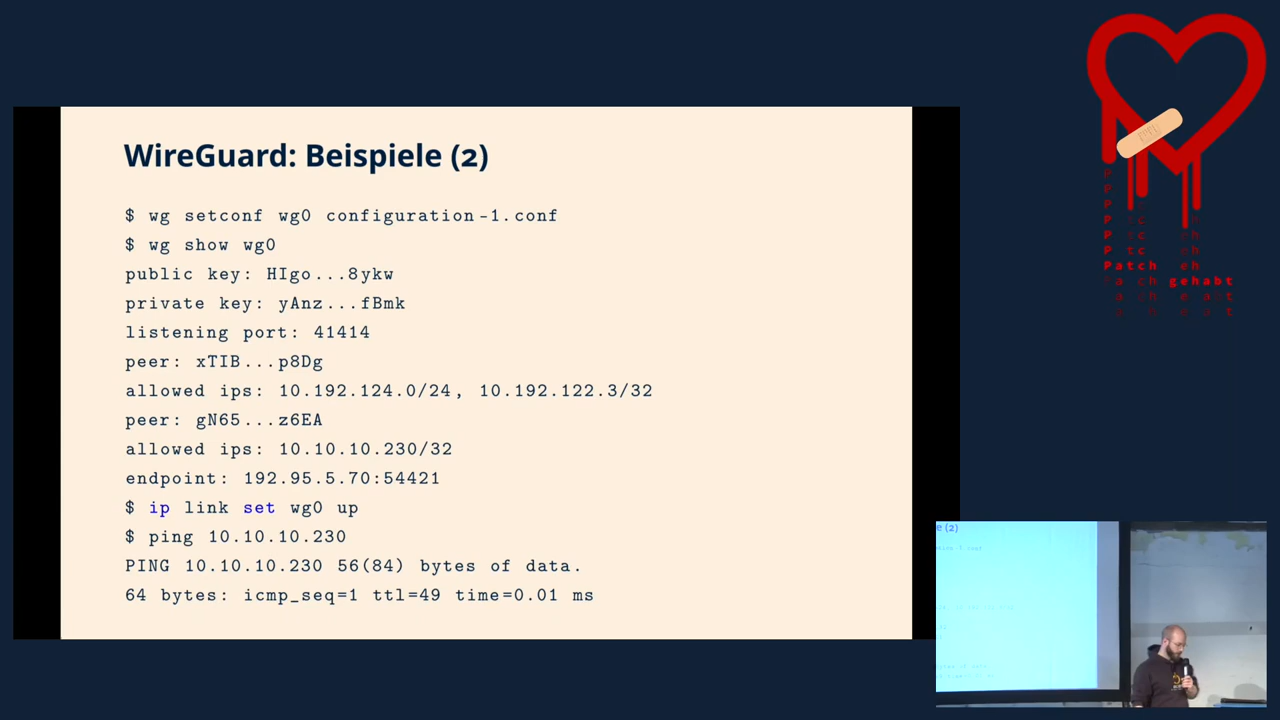 WireGuard: Beispiele (2)
$ wg setconf wg0 configuration-1.conf
$ wg show wg0
public key: HIgo...8ykw
private key: yAnz...fBmk
listening port: 41414
peer: xTIB...p8Dg
allowed ips: 10.192.124.0/24, 10.192.122.3/32
peer: gN65...z6EA
allowed ips: 10.10.10.230/32
endpoint: 192.95.5.70:54421
$ ip link set wg0 up
$ ping 10.10.10.230
PING 10.10.10.230 56(84) bytes of data.
64 bytes: icmp_seq=1 ttl=49 time=0.01 ms
Patch
gehabt
e (2)